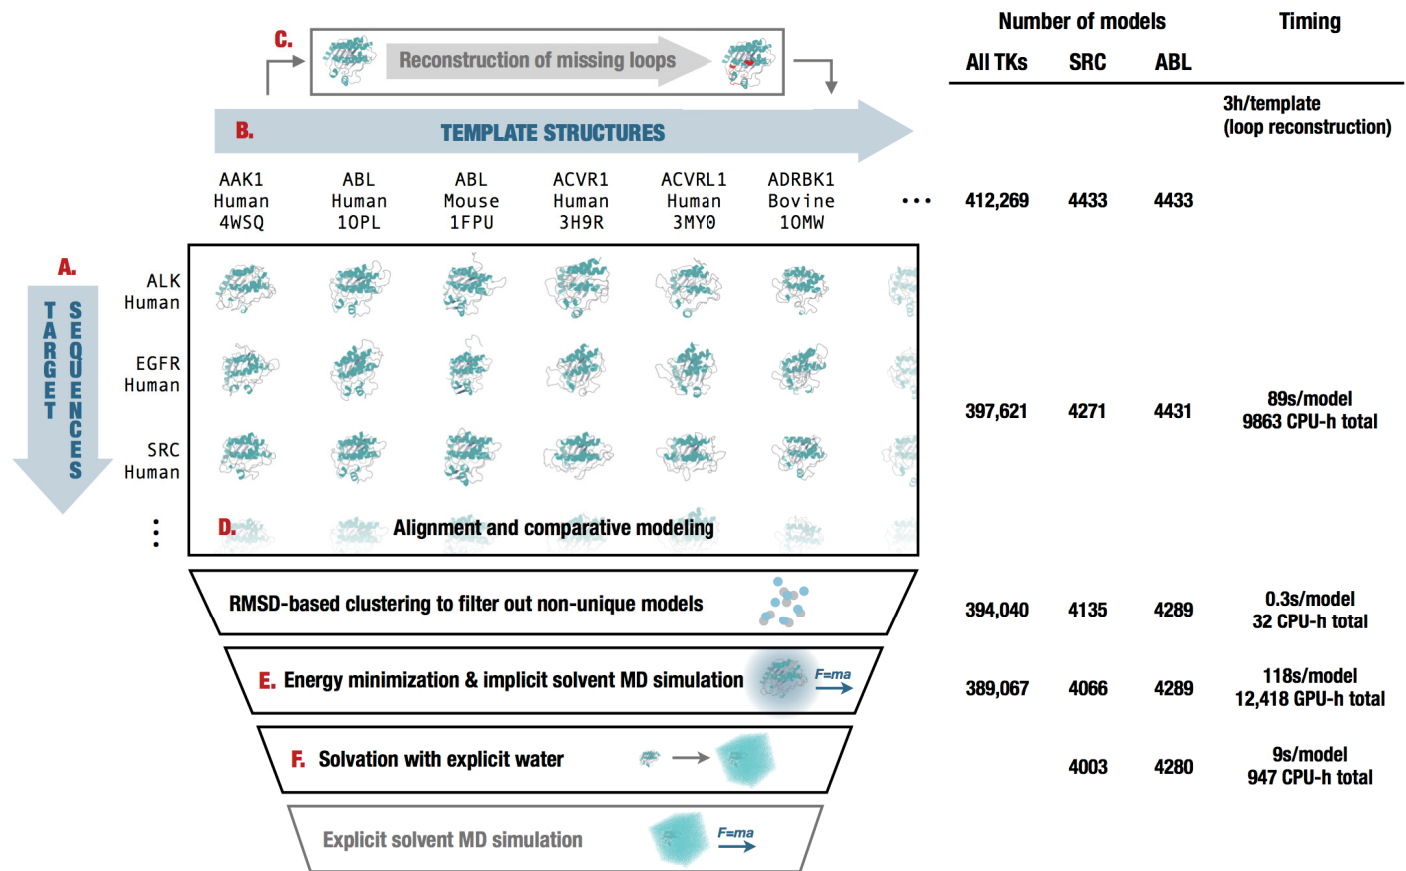 Number of models
Timing
All TKs
SRC
ABL
C.
Reconstruction of missing loops
3h/template
(loop reconstruction)
B.
TEMPLATE STRUCTURES
AAK1
Human
4WSQ
ABL
Human
1OPL
ABL
Mouse
1FPU
ACVR1
Human
3H9R
ACVRL1
Human
3MY0
ADRBK1
Bovine
1OMW
...
412,269
4433
4433
A.
TARGET
SEQUENCES
ALK
Human
EGFR
Human
SRC
Human
...
397,621
4271
4431
89s/model
9863 CPU-h total
D.
Alignment and comparative modeling
RMSD-based clustering to filter out non-unique models
394,040
4135
4289
0.3s/model
32 CPU-h total
E.
Energy minimization & implicit solvent MD simulation
F=ma
389,067
4066
4289
118s/model
12,418 GPU-h total
F.
Solvation with explicit water
4003
4280
9s/model
947 CPU-h total
Explicit solvent MD simulation
F=ma